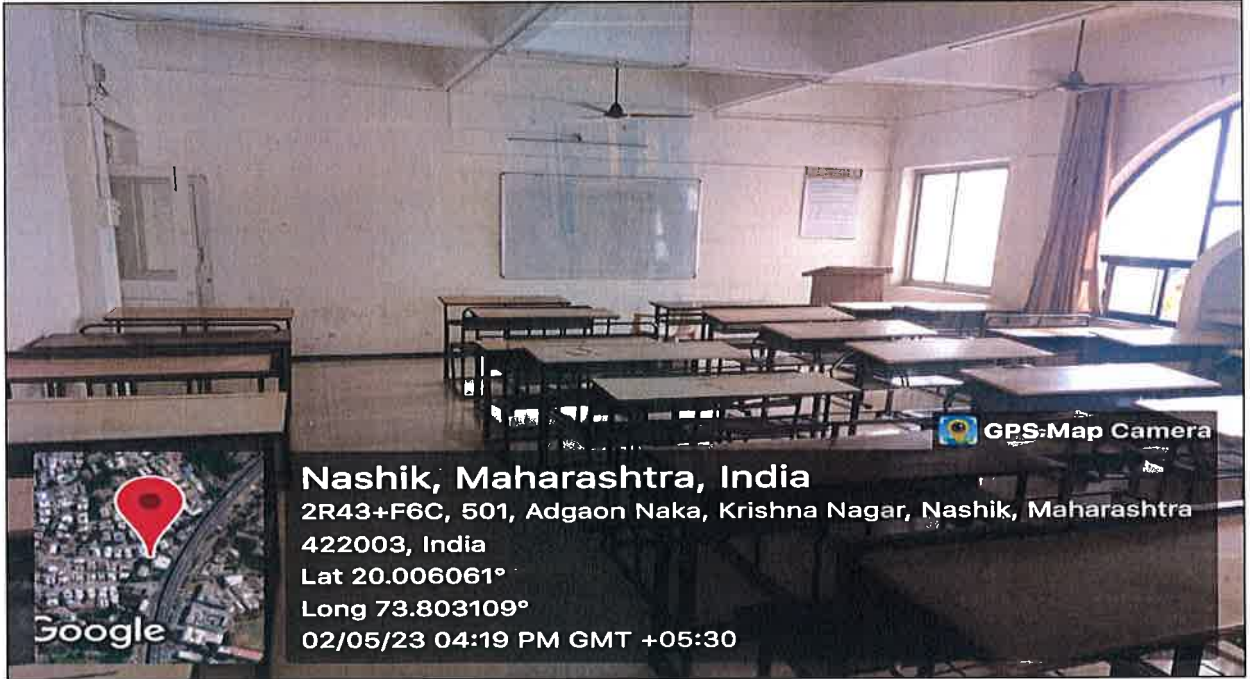 GPS Map Camera
Nashik, Maharashtra, India
2R43+F6C, 501, Adgaon Naka, Krishna Nagar, Nashik, Maharashtra
422003, India
Lat 20.006061°
Long 73.803109°
02/05/23 04:19 PM GMT +05:30
Google